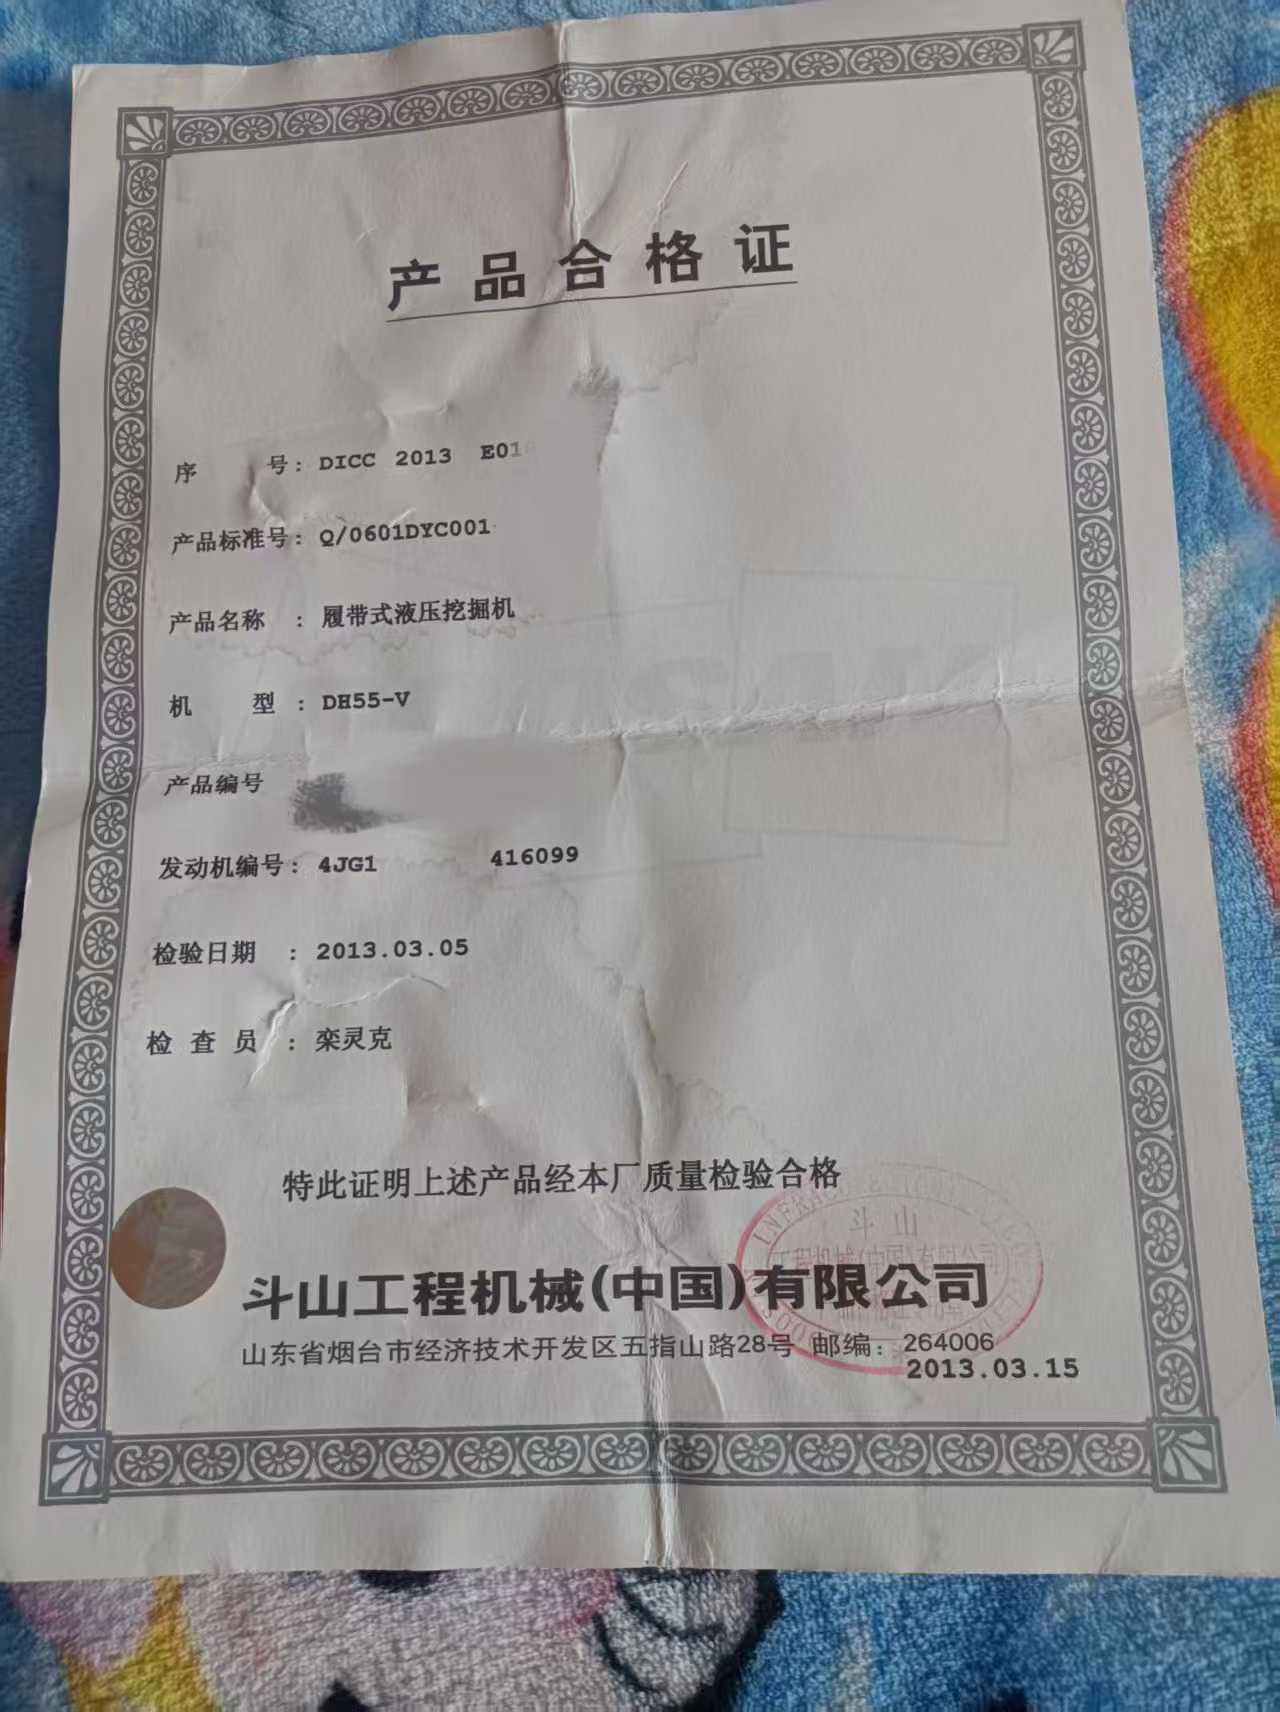 产品合格证
序 号: DICC 2013 E01
产品标准号: Q/0601DYC001
产品名称 : 履带式液压挖掘机
机 型 : DH55-V
产品编号
发动机编号: 4JG1 416099
检验日期 : 2013.03.05
检 查 员 : 栾灵克
特此证明上述产品经本厂质量检验合格
斗山
斗山工程机械(中国)有限公司
山东省烟台市经济技术开发区五指山路28号 邮编: 264006
2013.03.15